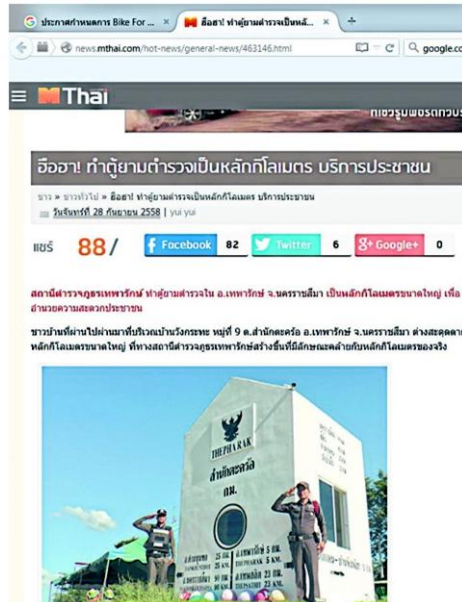 ประกาศกำหนดการ Bike For ... ×
ฮือฮา! ทำตู้ยามตำรวจเป็นหลั... × +
news.mthai.com/hot-news/general-news/463146.html
google.co
MThai
ฮือฮา! ทำตู้ยามตำรวจเป็นหลักกิโลเมตร บริการประชาชน
ข่าว » ข่าวทั่วไป » ฮือฮา! ทำตู้ยามตำรวจเป็นหลักกิโลเมตร บริการประชาชน
วันจันทร์ที่ 28 กันยายน 2558 | yui yui
แชร์ 88/ Facebook 82 Twitter 6 Google+ 0
สถานีตำรวจภูธรเทพารักษ์ ทำตู้ยามตำรวจใน อ.เทพารักษ์ จ.นครราชสีมา เป็นหลักกิโลเมตรขนาดใหญ่ เพื่อ
อำนวยความสะดวกประชาชน
ชาวบ้านที่ผ่านไปผ่านมาที่บริเวณบ้านวังกระทะ หมู่ที่ 9 ต.สำนักตะคร้อ อ.เทพารักษ์ จ.นครราชสีมา ต่างสะดุดตา
หลักกิโลเมตรขนาดใหญ่ ที่ทางสถานีตำรวจภูธรเทพารักษ์สร้างขึ้นที่มีลักษณะคล้ายกับหลักกิโลเมตรของจริง
THEPHARAK
สำนักตะคร้อ
กม.
25 กม. อ.เทพารักษ์ 5 กม.
25 KM. THEPHARAK 5 KM.
23 กม.
23 KM.